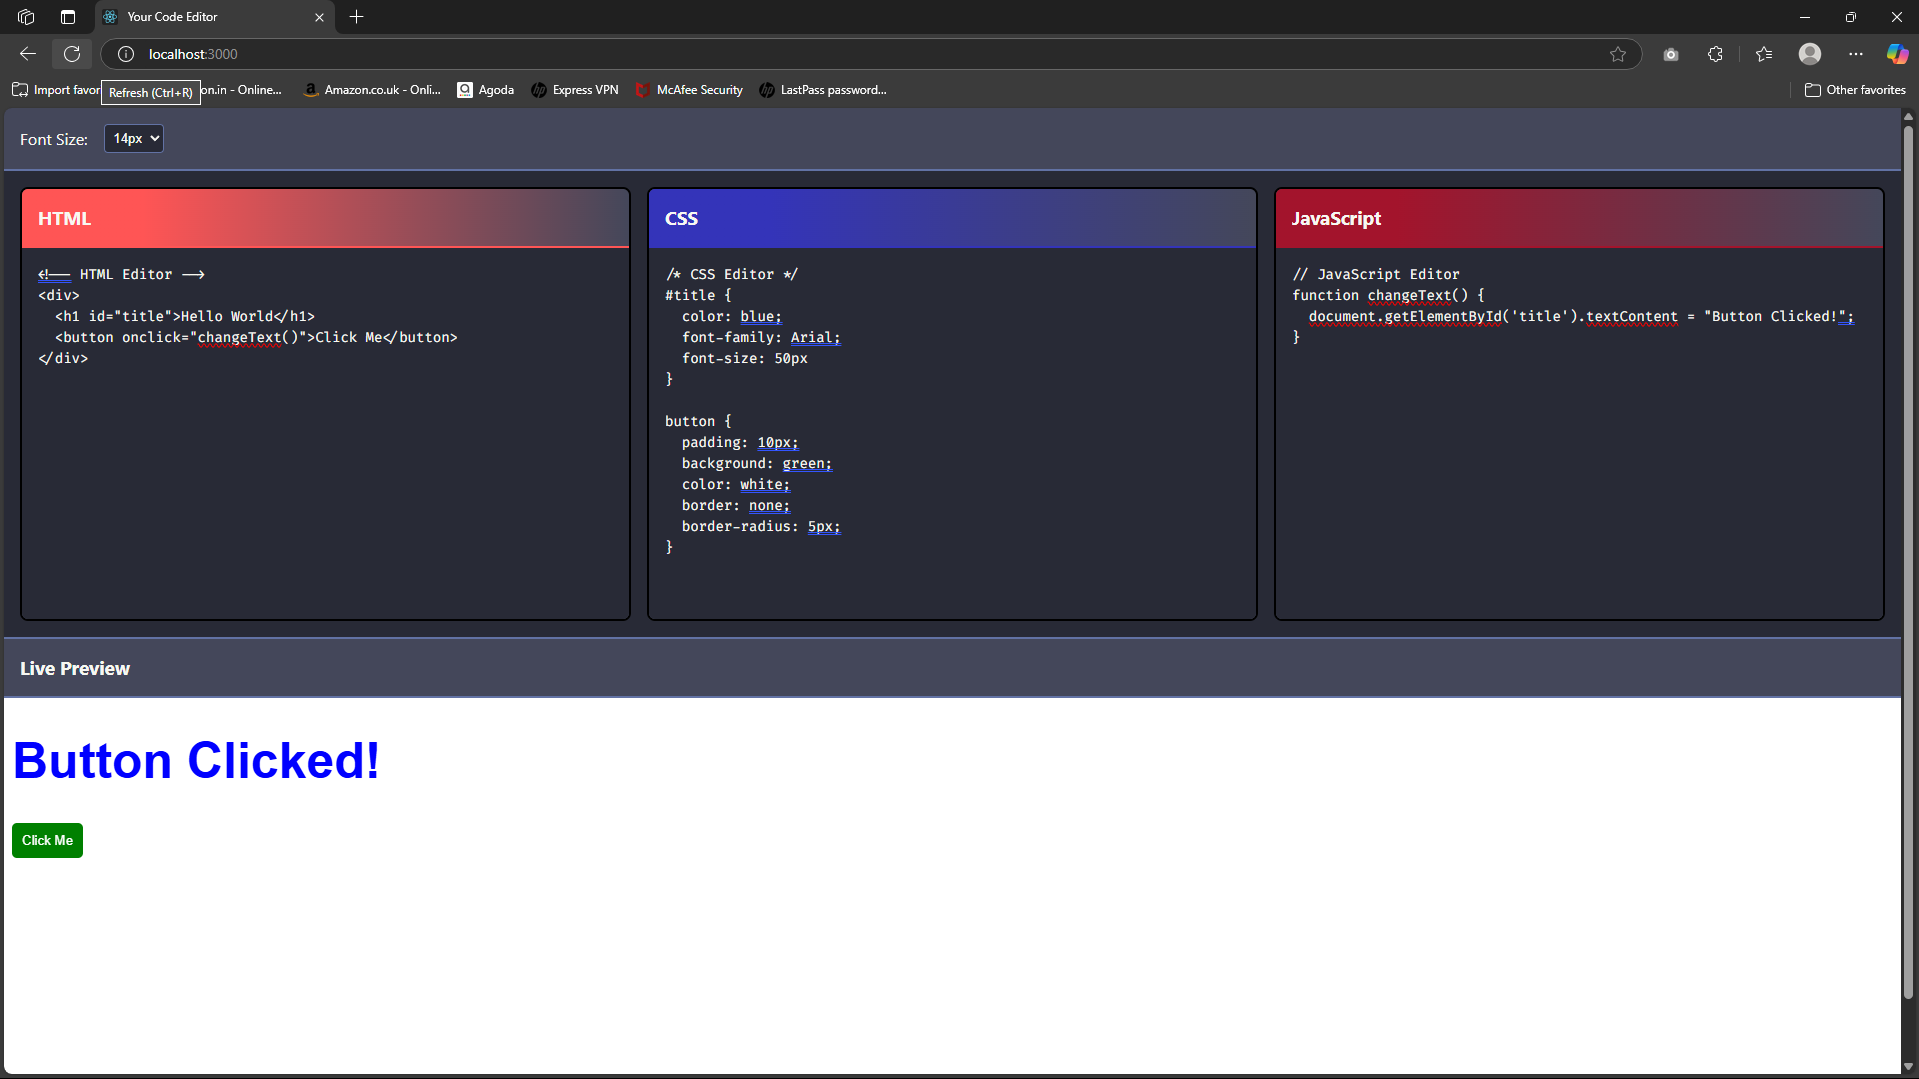 Your Code Editor
localhost:3000
Import favor
Refresh (Ctrl+R)
on.in - Online...
Amazon.co.uk - Onli...
Agoda
Express VPN
McAfee Security
LastPass password...
Other favorites
Font Size:
14px
HTML
<!-- HTML Editor -->
<div>
  <h1 id="title">Hello World</h1>
  <button onclick="changeText()">Click Me</button>
</div>
CSS
/* CSS Editor */
#title {
  color: blue;
  font-family: Arial;
  font-size: 50px
}
button {
  padding: 10px;
  background: green;
  color: white;
  border: none;
  border-radius: 5px;
}
JavaScript
// JavaScript Editor
function changeText() {
  document.getElementById('title').textContent = "Button Clicked!";
}
Live Preview
Button Clicked!
Click Me